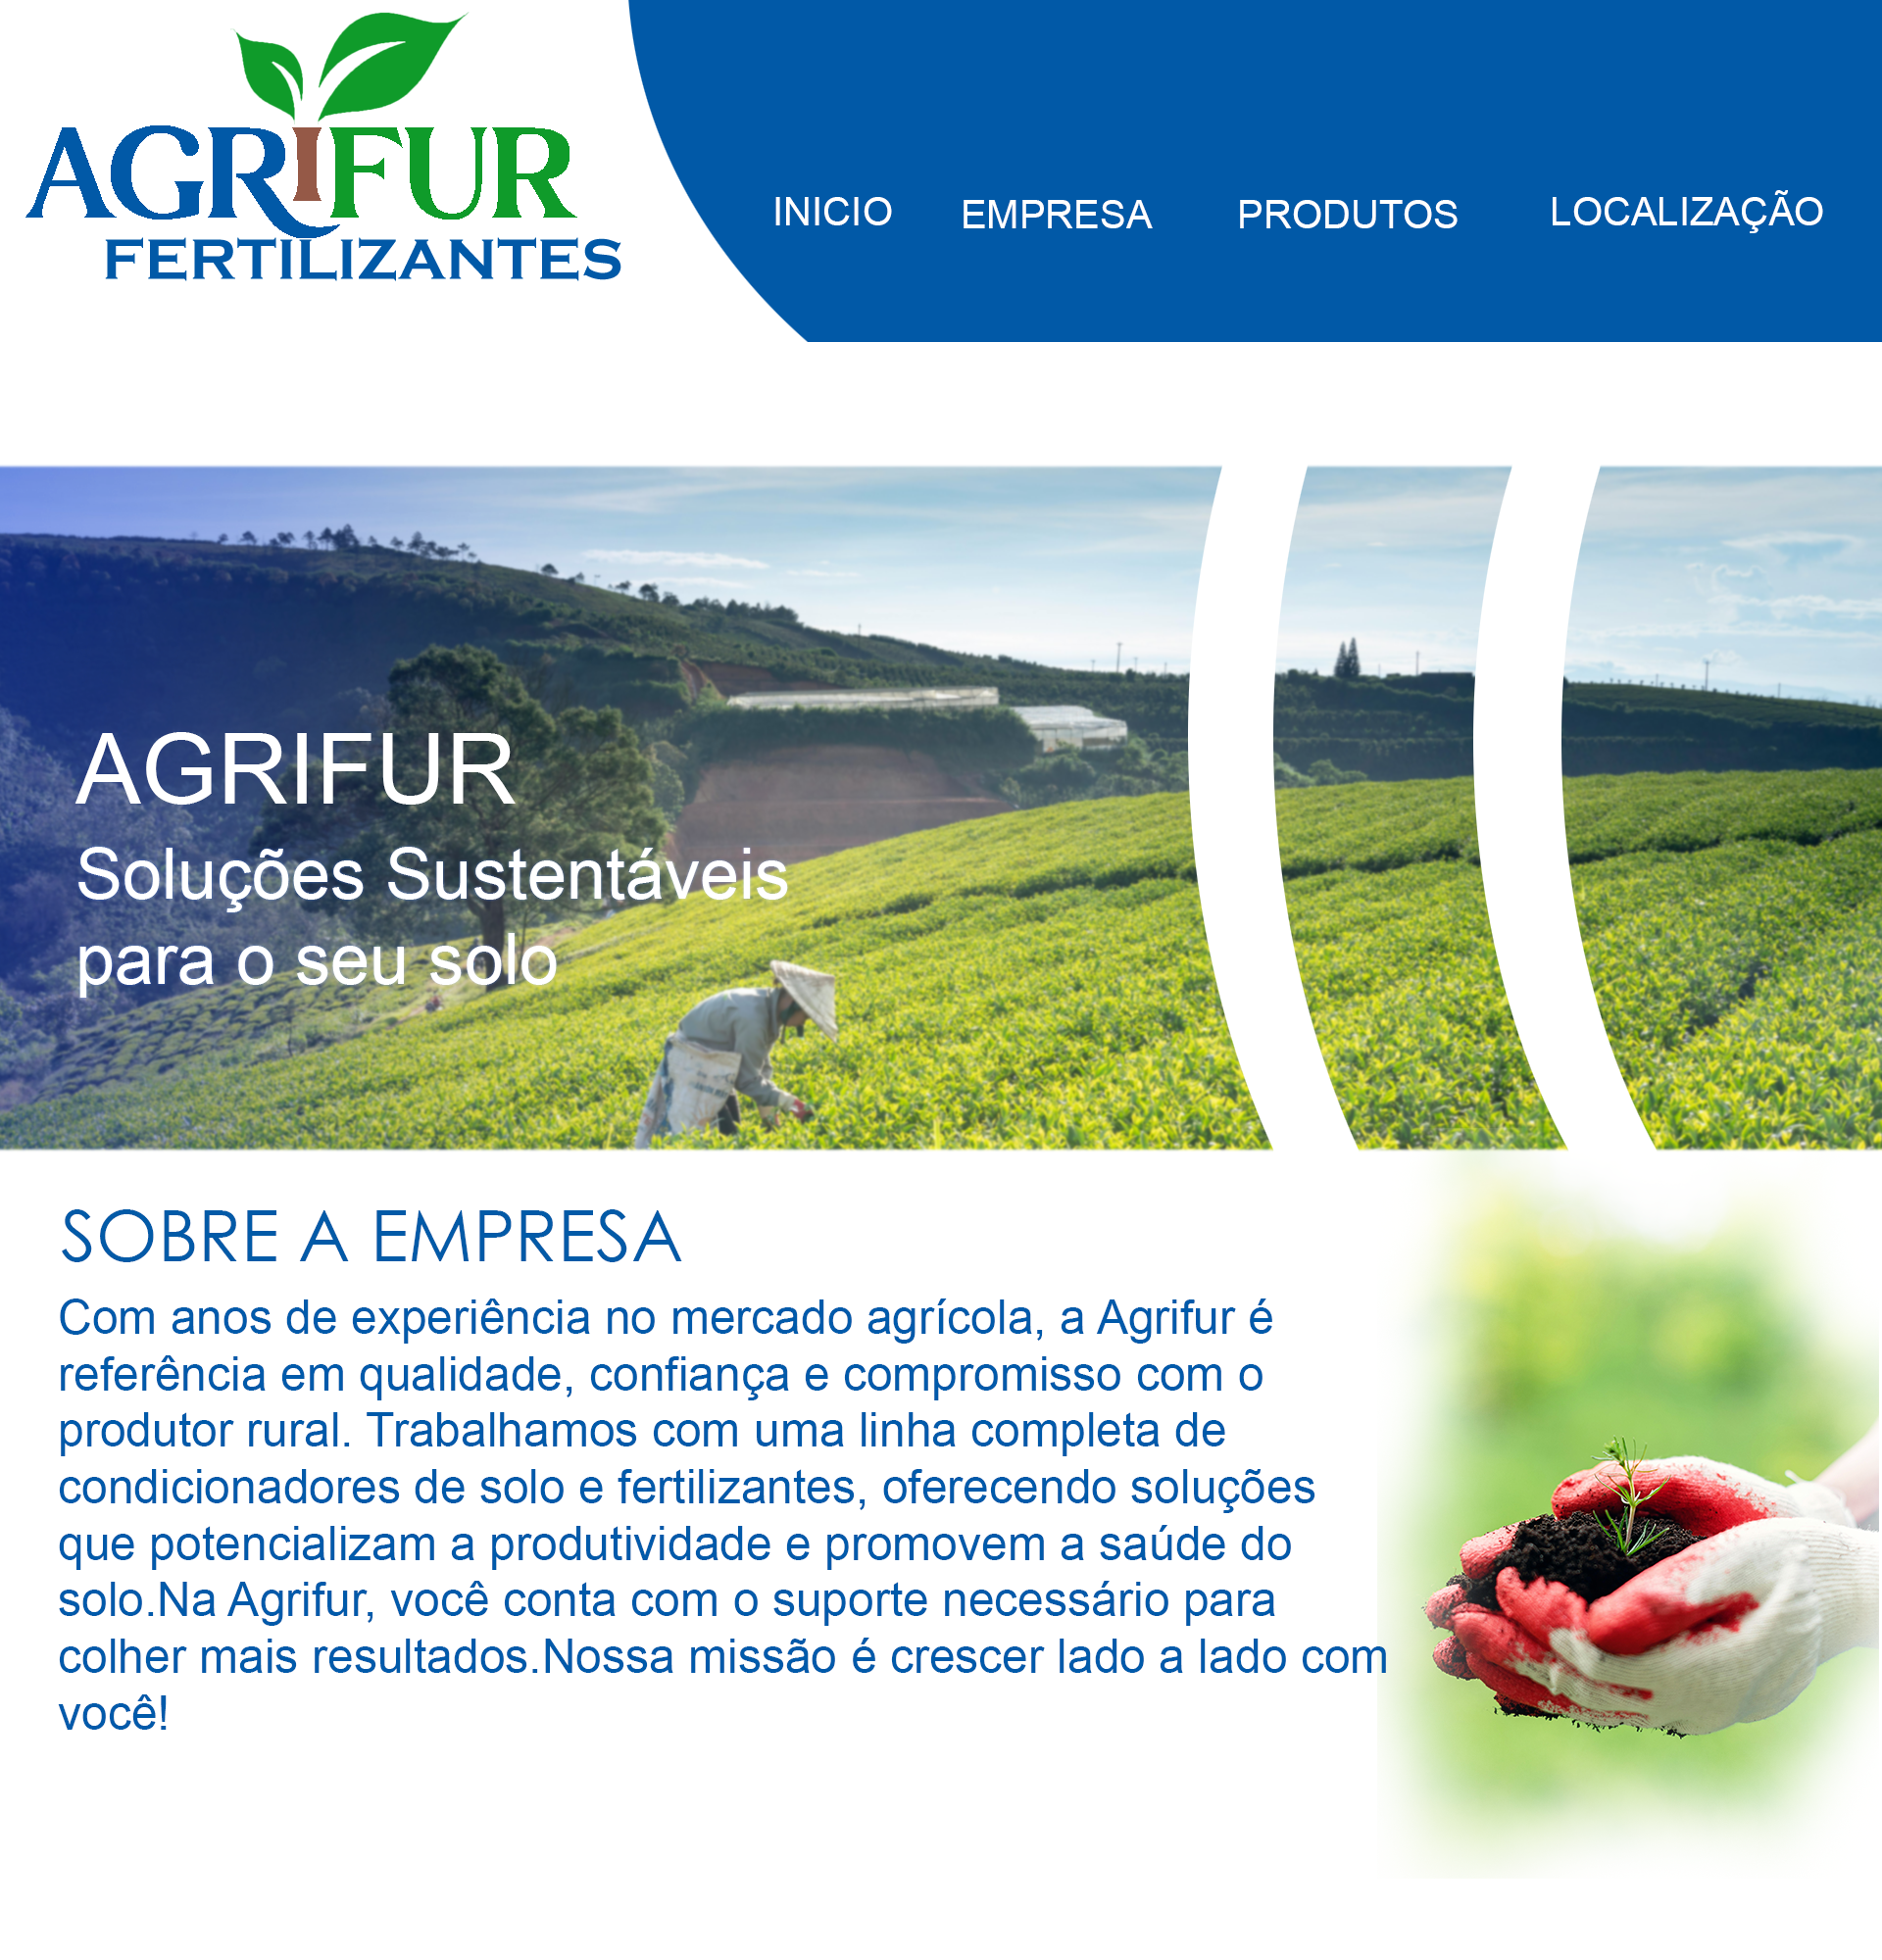 AGRIFUR
FERTILIZANTES
INICIO EMPRESA PRODUTOS LOCALIZAÇÃO
AGRIFUR
Soluções Sustentáveis
para o seu solo
SOBRE A EMPRESA
Com anos de experiência no mercado agrícola, a Agrifur é
referência em qualidade, confiança e compromisso com o
produtor rural. Trabalhamos com uma linha completa de
condicionadores de solo e fertilizantes, oferecendo soluções
que potencializam a produtividade e promovem a saúde do
solo.Na Agrifur, você conta com o suporte necessário para
colher mais resultados.Nossa missão é crescer lado a lado com
você!